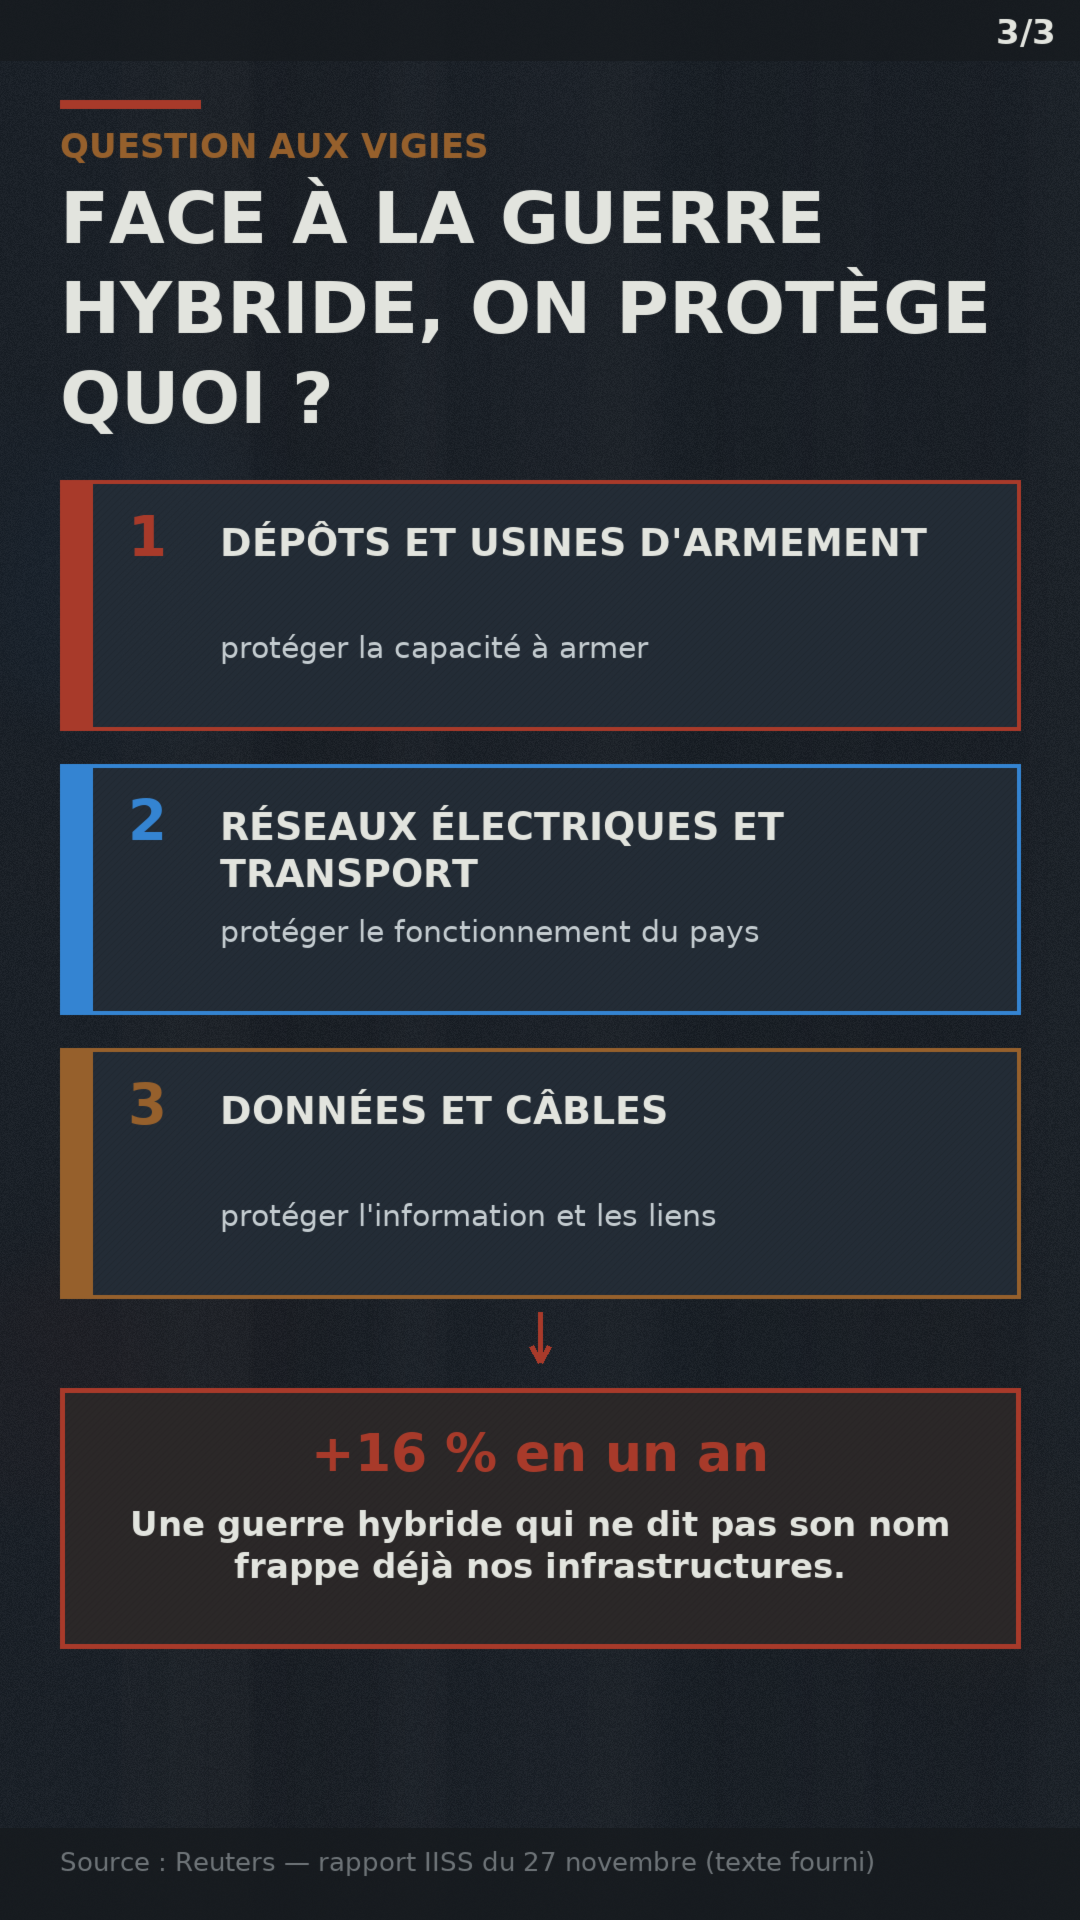 3/3
QUESTION AUX VIGIES
FACE À LA GUERRE
HYBRIDE, ON PROTÈGE
QUOI ?
1 DÉPÔTS ET USINES D'ARMEMENT
protéger la capacité à armer
2 RÉSEAUX ÉLECTRIQUES ET
TRANSPORT
protéger le fonctionnement du pays
3 DONNÉES ET CÂBLES
protéger l'information et les liens
+16 % en un an
Une guerre hybride qui ne dit pas son nom
frappe déjà nos infrastructures.
Source : Reuters — rapport IISS du 27 novembre (texte fourni)